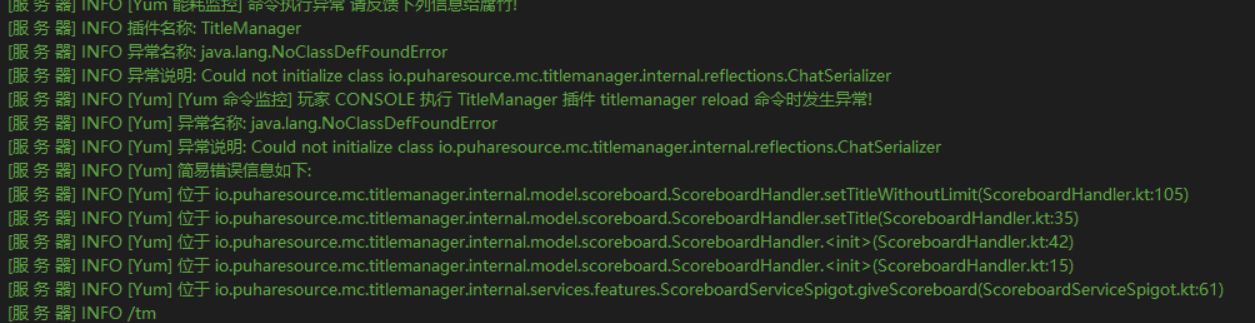 [服 务 器] INFO [Yum 能耗监控] 命令执行异常 请反馈下列信息给腐竹!
[服 务 器] INFO 插件名称: TitleManager
[服 务 器] INFO 异常名称: java.lang.NoClassDefFoundError
[服 务 器] INFO 异常说明: Could not initialize class io.puharesource.mc.titlemanager.internal.reflections.ChatSerializer
[服 务 器] INFO [Yum] [Yum 命令监控] 玩家 CONSOLE 执行 TitleManager 插件 titlemanager reload 命令时发生异常!
[服 务 器] INFO [Yum] 异常名称: java.lang.NoClassDefFoundError
[服 务 器] INFO [Yum] 异常说明: Could not initialize class io.puharesource.mc.titlemanager.internal.reflections.ChatSerializer
[服 务 器] INFO [Yum] 简易错误信息如下:
[服 务 器] INFO [Yum] 位于 io.puharesource.mc.titlemanager.internal.model.scoreboard.ScoreboardHandler.setTitleWithoutLimit(ScoreboardHandler.kt:105)
[服 务 器] INFO [Yum] 位于 io.puharesource.mc.titlemanager.internal.model.scoreboard.ScoreboardHandler.setTitle(ScoreboardHandler.kt:35)
[服 务 器] INFO [Yum] 位于 io.puharesource.mc.titlemanager.internal.model.scoreboard.ScoreboardHandler.<init>(ScoreboardHandler.kt:42)
[服 务 器] INFO [Yum] 位于 io.puharesource.mc.titlemanager.internal.model.scoreboard.ScoreboardHandler.<init>(ScoreboardHandler.kt:15)
[服 务 器] INFO [Yum] 位于 io.puharesource.mc.titlemanager.internal.services.features.ScoreboardServiceSpigot.giveScoreboard(ScoreboardServiceSpigot.kt:61)
[服 务 器] INFO /tm